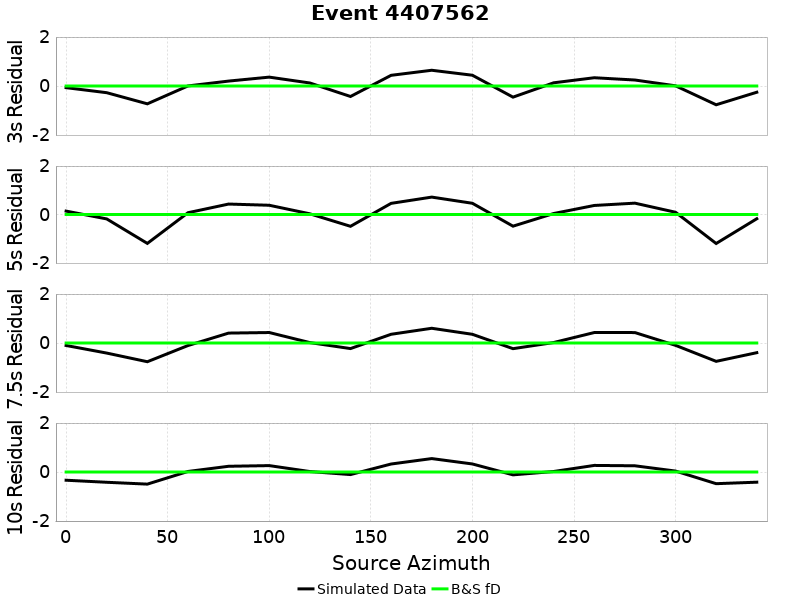 Event 4407562
3s Residual
2
0
-2
5s Residual
2
0
-2
7.5s Residual
2
0
-2
10s Residual
2
0
-2
0 50 100 150 200 250 300
Source Azimuth
Simulated Data B&S fD